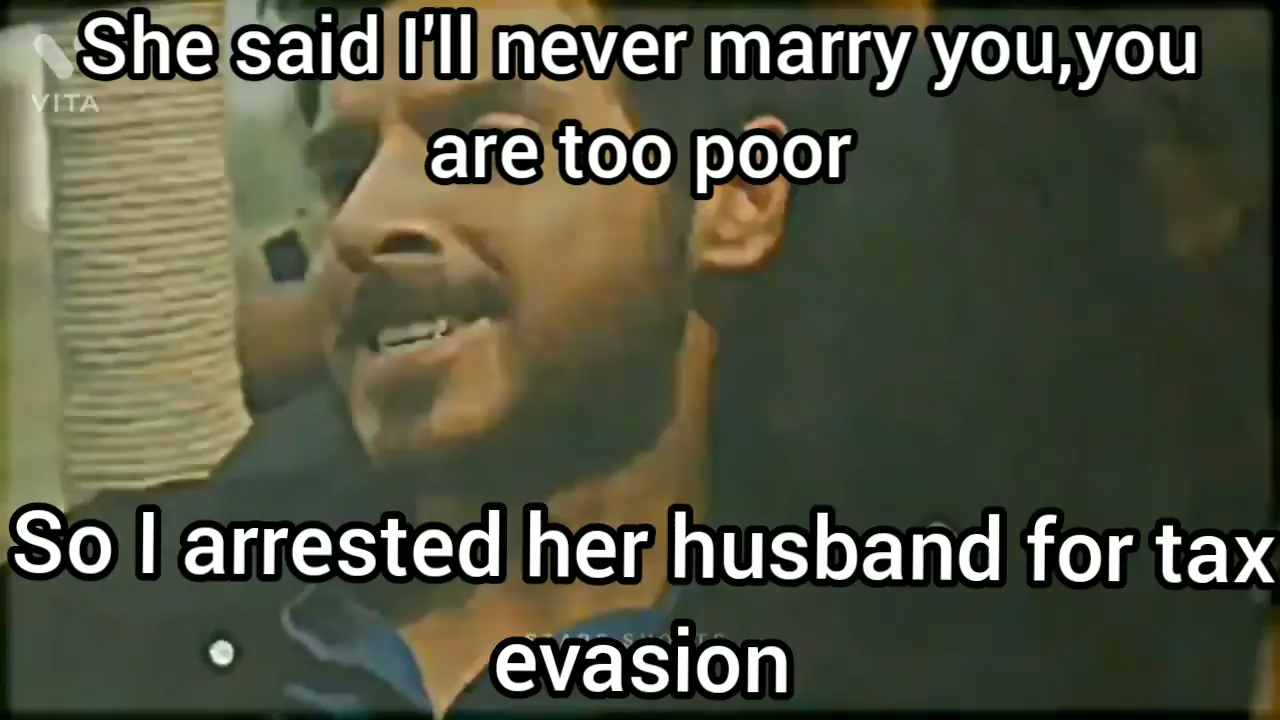 She said I'll never marry you,you
VITA
are too poor
So I arrested her husband for tax
evasion